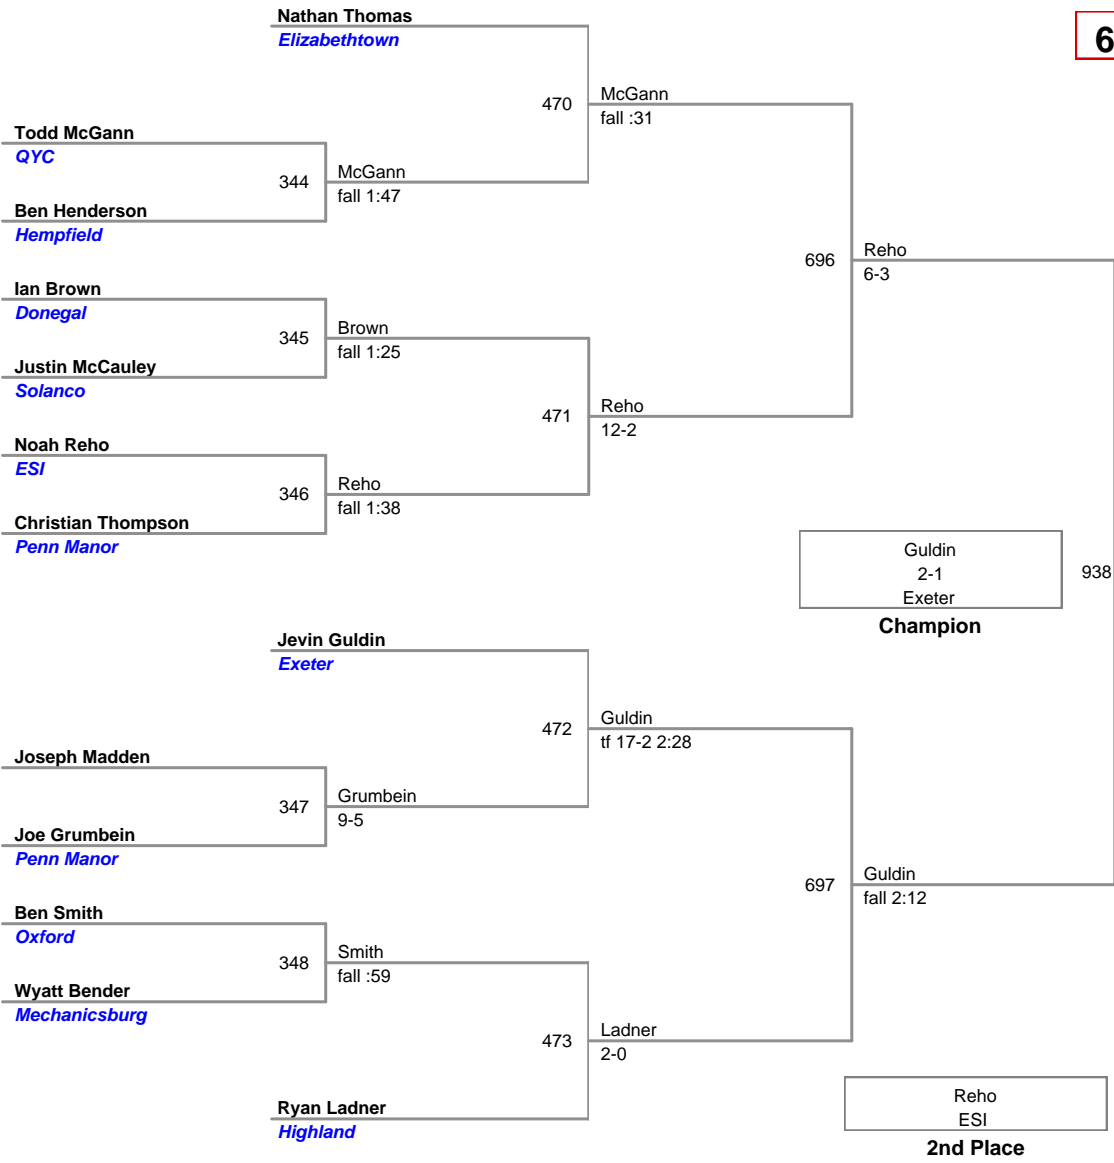 Nathan Thomas
Elizabethtown
6
470
McGann
fall :31
Todd McGann
QYC
344
McGann
fall 1:47
Ben Henderson
Hempfield
696
Reho
6-3
Ian Brown
Donegal
345
Brown
fall 1:25
Justin McCauley
Solanco
471
Reho
12-2
Noah Reho
ESI
346
Reho
fall 1:38
Christian Thompson
Penn Manor
Guldin
2-1
Exeter
938
Champion
Jevin Guldin
Exeter
472
Guldin
tf 17-2 2:28
Joseph Madden
347
Grumbein
9-5
Joe Grumbein
Penn Manor
697
Guldin
fall 2:12
Ben Smith
Oxford
348
Smith
fall :59
Wyatt Bender
Mechanicsburg
473
Ladner
2-0
Ryan Ladner
Highland
Reho
ESI
2nd Place